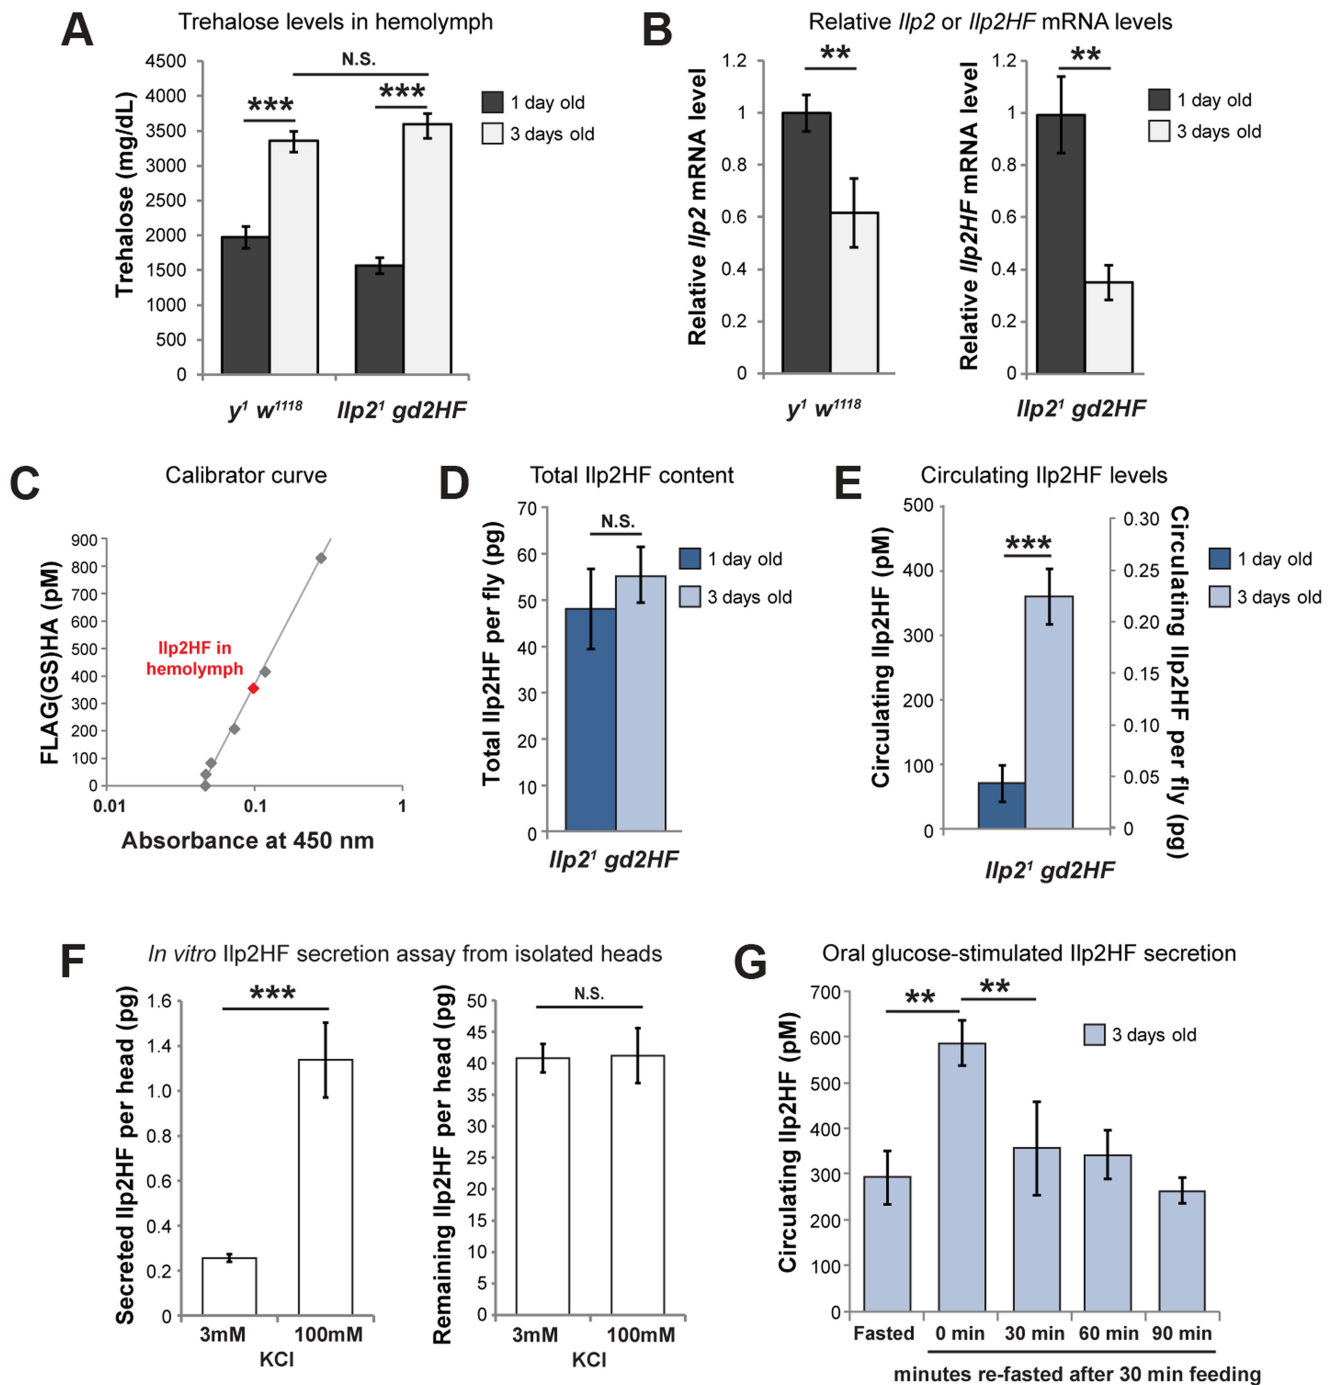 A
Trehalose levels in hemolymph
Trehalose (mg/dL)
4500
4000
3500
3000
2500
2000
1500
1000
500
0
N.S.
***
***
1 day old
3 days old
y¹ w¹¹¹⁸
Ilp2¹ gd2HF
B
Relative Ilp2 or Ilp2HF mRNA levels
Relative Ilp2 mRNA level
1.2
1
0.8
0.6
0.4
0.2
0
**
y¹ w¹¹¹⁸
Relative Ilp2HF mRNA level
1.2
1
0.8
0.6
0.4
0.2
0
**
Ilp2¹ gd2HF
1 day old
3 days old
C
Calibrator curve
FLAG(GS)HA (pM)
900
800
700
600
500
400
300
200
100
0
Ilp2HF in
hemolymph
0.01
0.1
1
Absorbance at 450 nm
D
Total Ilp2HF content
Total Ilp2HF per fly (pg)
70
60
50
40
30
20
10
0
N.S.
1 day old
3 days old
Ilp2¹ gd2HF
E
Circulating Ilp2HF levels
Circulating Ilp2HF (pM)
500
400
300
200
100
0
***
0.30
0.25
0.20
0.15
0.10
0.05
0
Circulating Ilp2HF per fly (pg)
1 day old
3 days old
Ilp2¹ gd2HF
F
In vitro Ilp2HF secretion assay from isolated heads
Secreted Ilp2HF per head (pg)
1.6
1.4
1.0
0.8
0.6
0.4
0.2
0
***
3mM
100mM
KCl
Remaining Ilp2HF per head (pg)
50
45
40
35
30
25
20
15
10
5
0
N.S.
3mM
100mM
KCl
G
Oral glucose-stimulated Ilp2HF secretion
Circulating Ilp2HF (pM)
700
600
500
400
300
200
100
0
**
**
3 days old
Fasted
0 min
30 min
60 min
90 min
minutes re-fasted after 30 min feeding